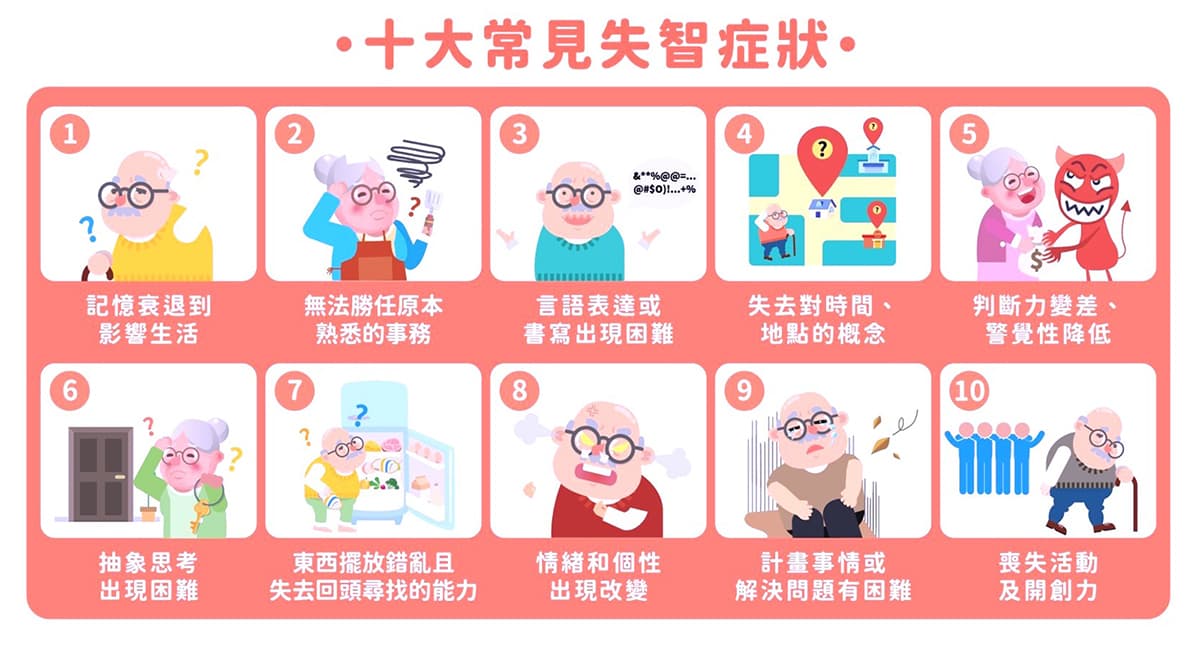 •十大常見失智症狀•
1
2
3
4
5
?
?
?
&**%@@=...
@#$O)!...+%
?
?
?
$
記憶衰退到
影響生活
無法勝任原本
熟悉的事務
言語表達或
書寫出現困難
失去對時間、
地點的概念
判斷力變差、
警覺性降低
6
7
8
9
10
?
?
?
?
抽象思考
出現困難
東西擺放錯亂且
失去回頭尋找的能力
情緒和個性
出現改變
計畫事情或
解決問題有困難
喪失活動
及開創力